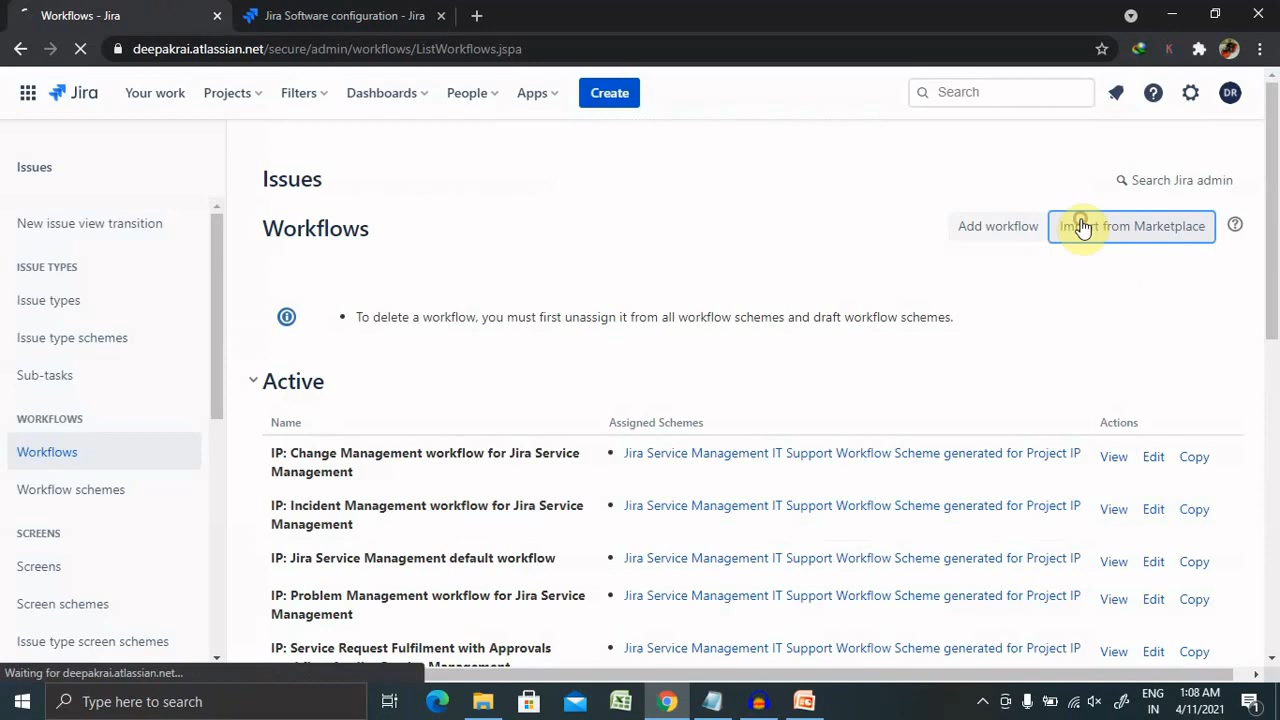 Workflows - Jira
Jira Software configuration - Jira
deepakrai.atlassian.net/secure/admin/workflows/ListWorkflows.jspa
K
Jira
Your work
Projects
Filters
Dashboards
People
Apps
Create
Search
DR
Issues
New issue view transition
ISSUE TYPES
Issue types
Issue type schemes
Sub-tasks
WORKFLOWS
Workflows
Workflow schemes
SCREENS
Screens
Screen schemes
Issue type screen schemes
Issues
Search Jira admin
Workflows
Add workflow
Import from Marketplace
To delete a workflow, you must first unassign it from all workflow schemes and draft workflow schemes.
Active
Name Assigned Schemes Actions
IP: Change Management workflow for Jira Service
Management
Jira Service Management IT Support Workflow Scheme generated for Project IP
View Edit Copy
IP: Incident Management workflow for Jira Service
Management
Jira Service Management IT Support Workflow Scheme generated for Project IP
View Edit Copy
IP: Jira Service Management default workflow
Jira Service Management IT Support Workflow Scheme generated for Project IP
View Edit Copy
IP: Problem Management workflow for Jira Service
Management
Jira Service Management IT Support Workflow Scheme generated for Project IP
View Edit Copy
IP: Service Request Fulfilment with Approvals
Jira Service Management IT Support Workflow Scheme generated for Project IP
View Edit Copy
Waiting for deepakrai.atlassian.net...
Type here to search
ENG
IN
1:08 AM
4/11/2021